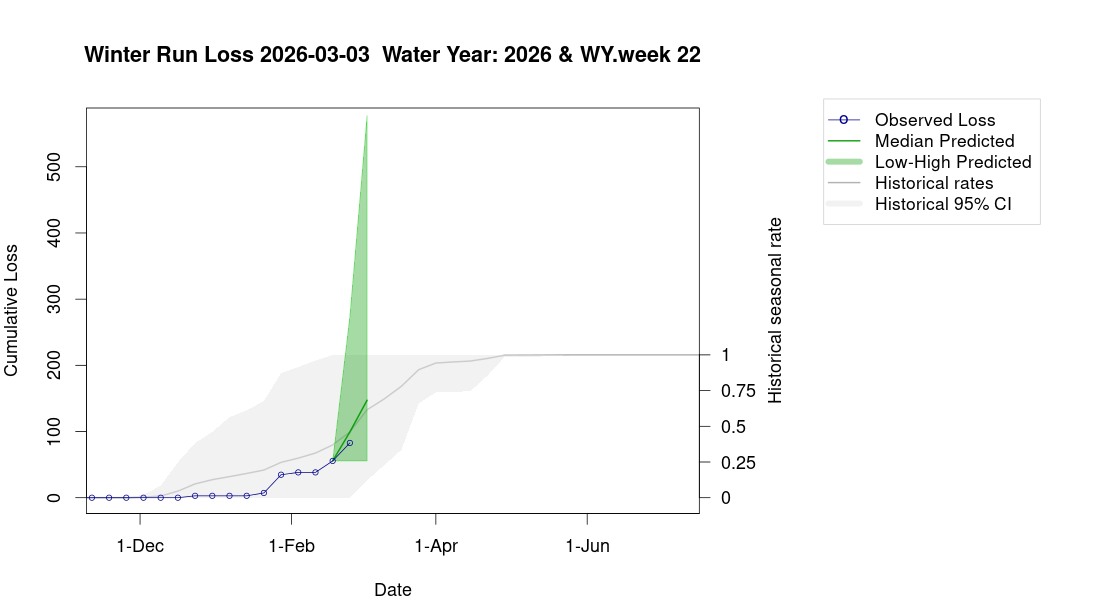 Winter Run Loss 2026-03-03  Water Year: 2026 & WY.week 22
Observed Loss
Median Predicted
Low-High Predicted
Historical rates
Historical 95% CI
Cumulative Loss
500
400
300
200
100
0
Historical seasonal rate
1
0.75
0.5
0.25
0
1-Dec
1-Feb
1-Apr
1-Jun
Date